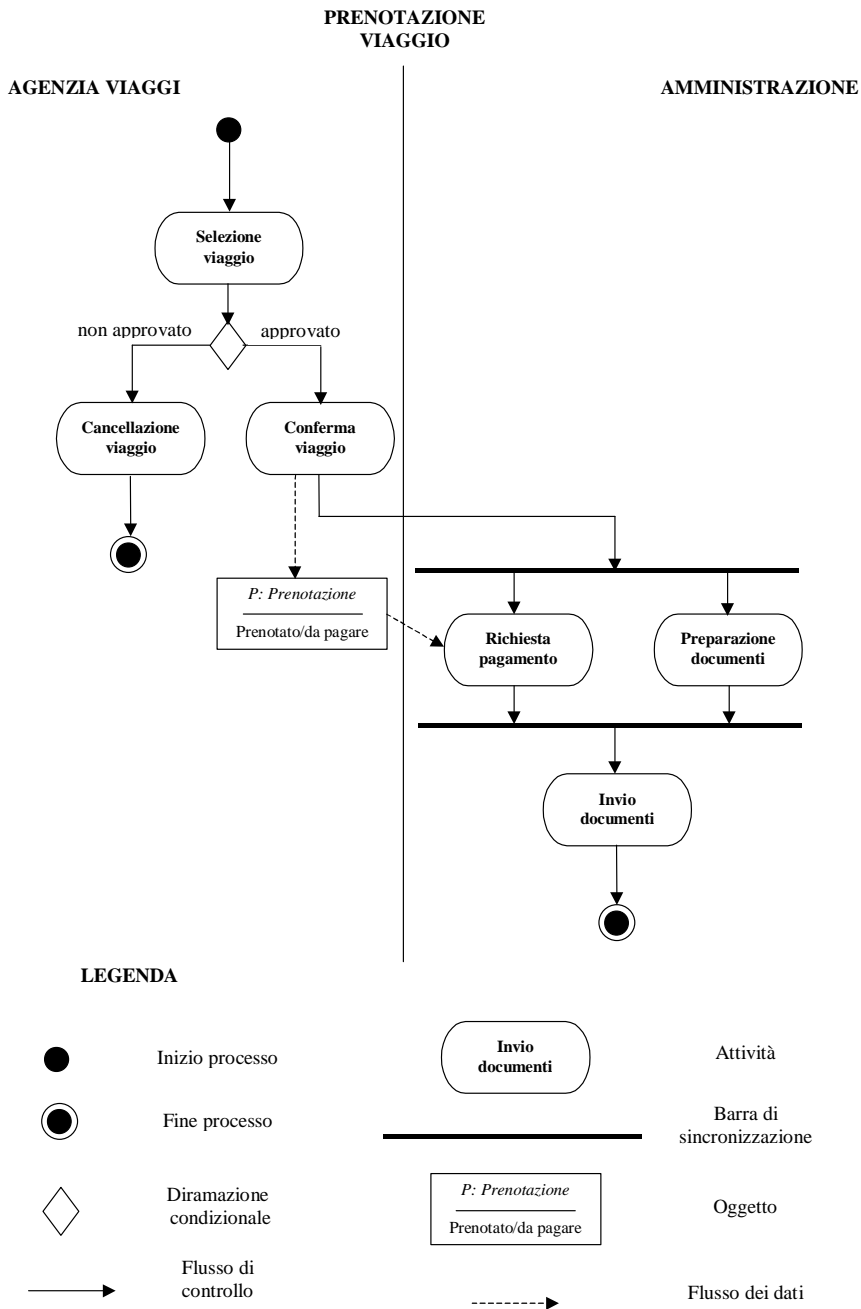 PRENOTAZIONE
VIAGGIO
AGENZIA VIAGGI
AMMINISTRAZIONE
Selezione
viaggio
non approvato
approvato
Cancellazione
viaggio
Conferma
viaggio
P: Prenotazione
Prenotato/da pagare
Richiesta
pagamento
Preparazione
documenti
Invio
documenti
LEGENDA
Inizio processo
Invio
documenti
Attività
Fine processo
Barra di
sincronizzazione
Diramazione
condizionale
P: Prenotazione
Prenotato/da pagare
Oggetto
Flusso di
controllo
Flusso dei dati